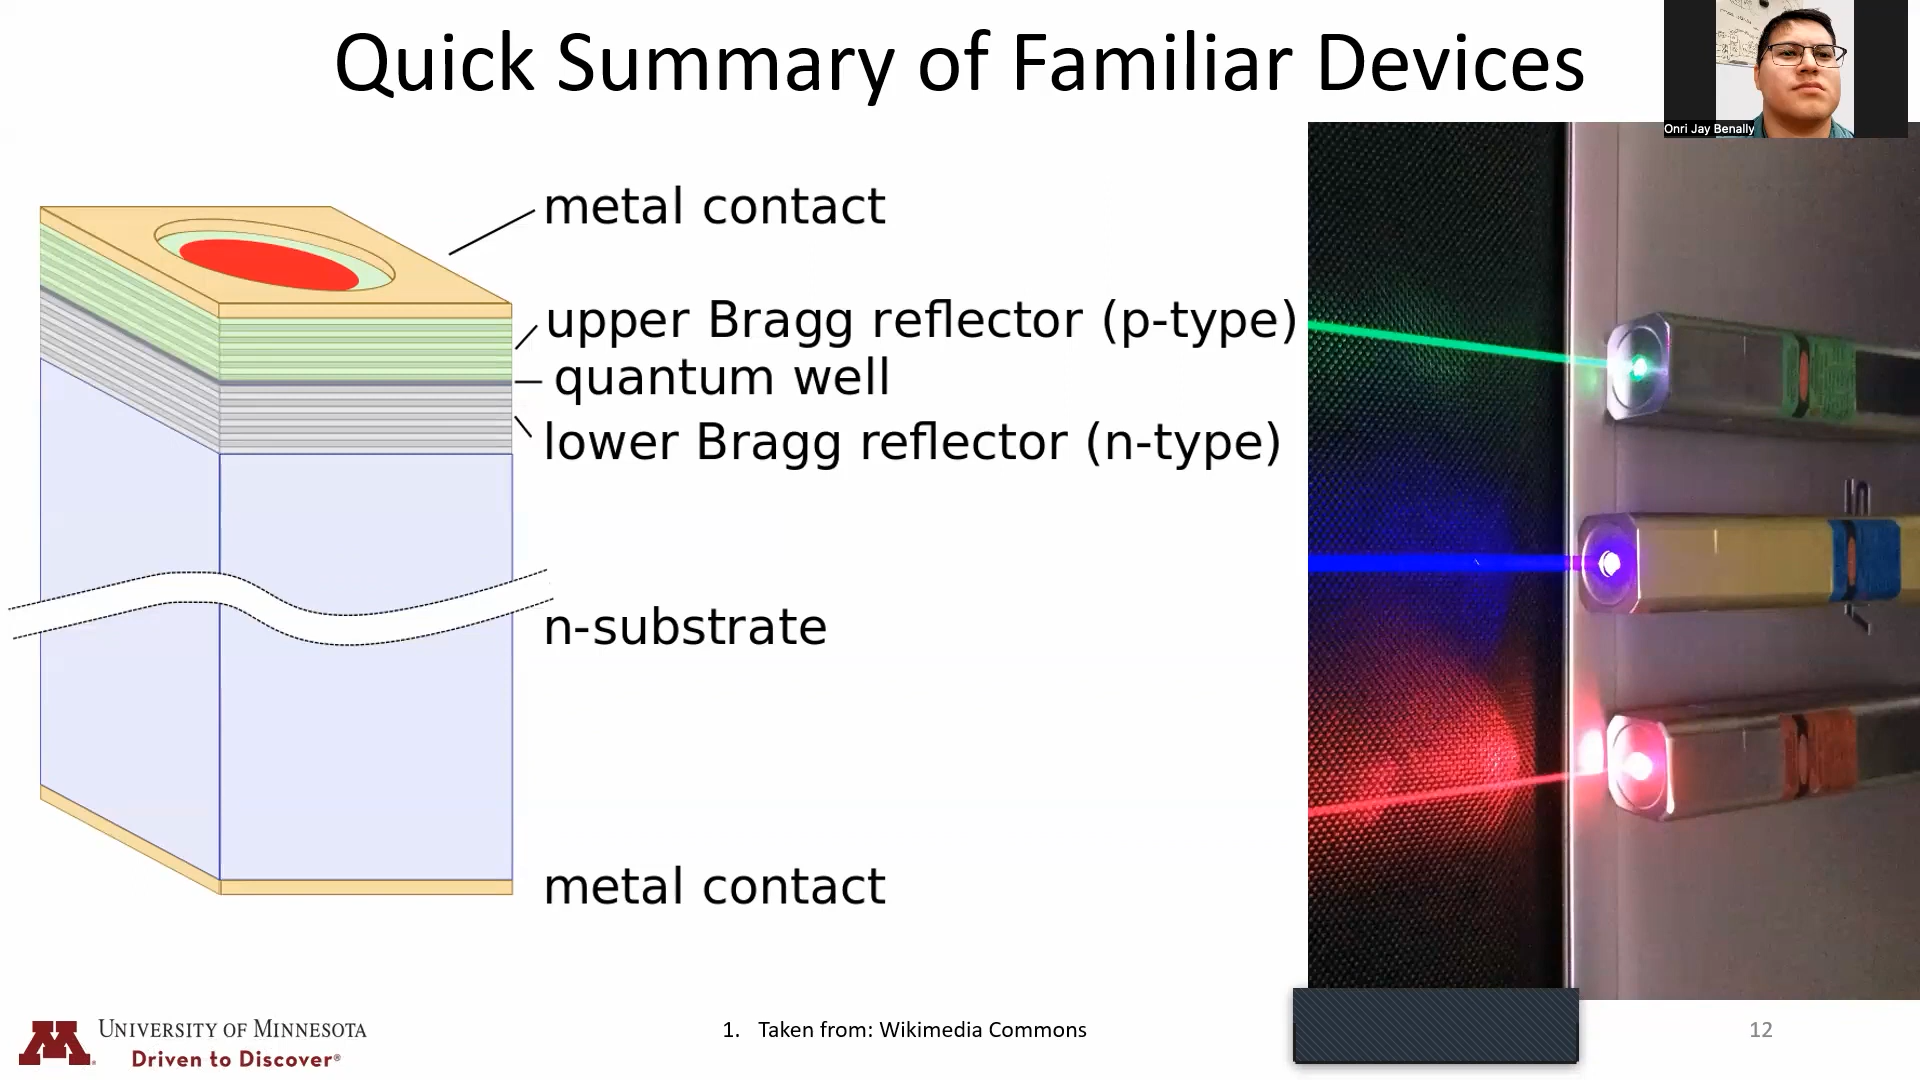 Quick Summary of Familiar Devices
Onri Jay Benally
metal contact
upper Bragg reflector (p-type)
quantum well
lower Bragg reflector (n-type)
n-substrate
metal contact
UNIVERSITY OF MINNESOTA
Driven to Discover®
1. Taken from: Wikimedia Commons
12